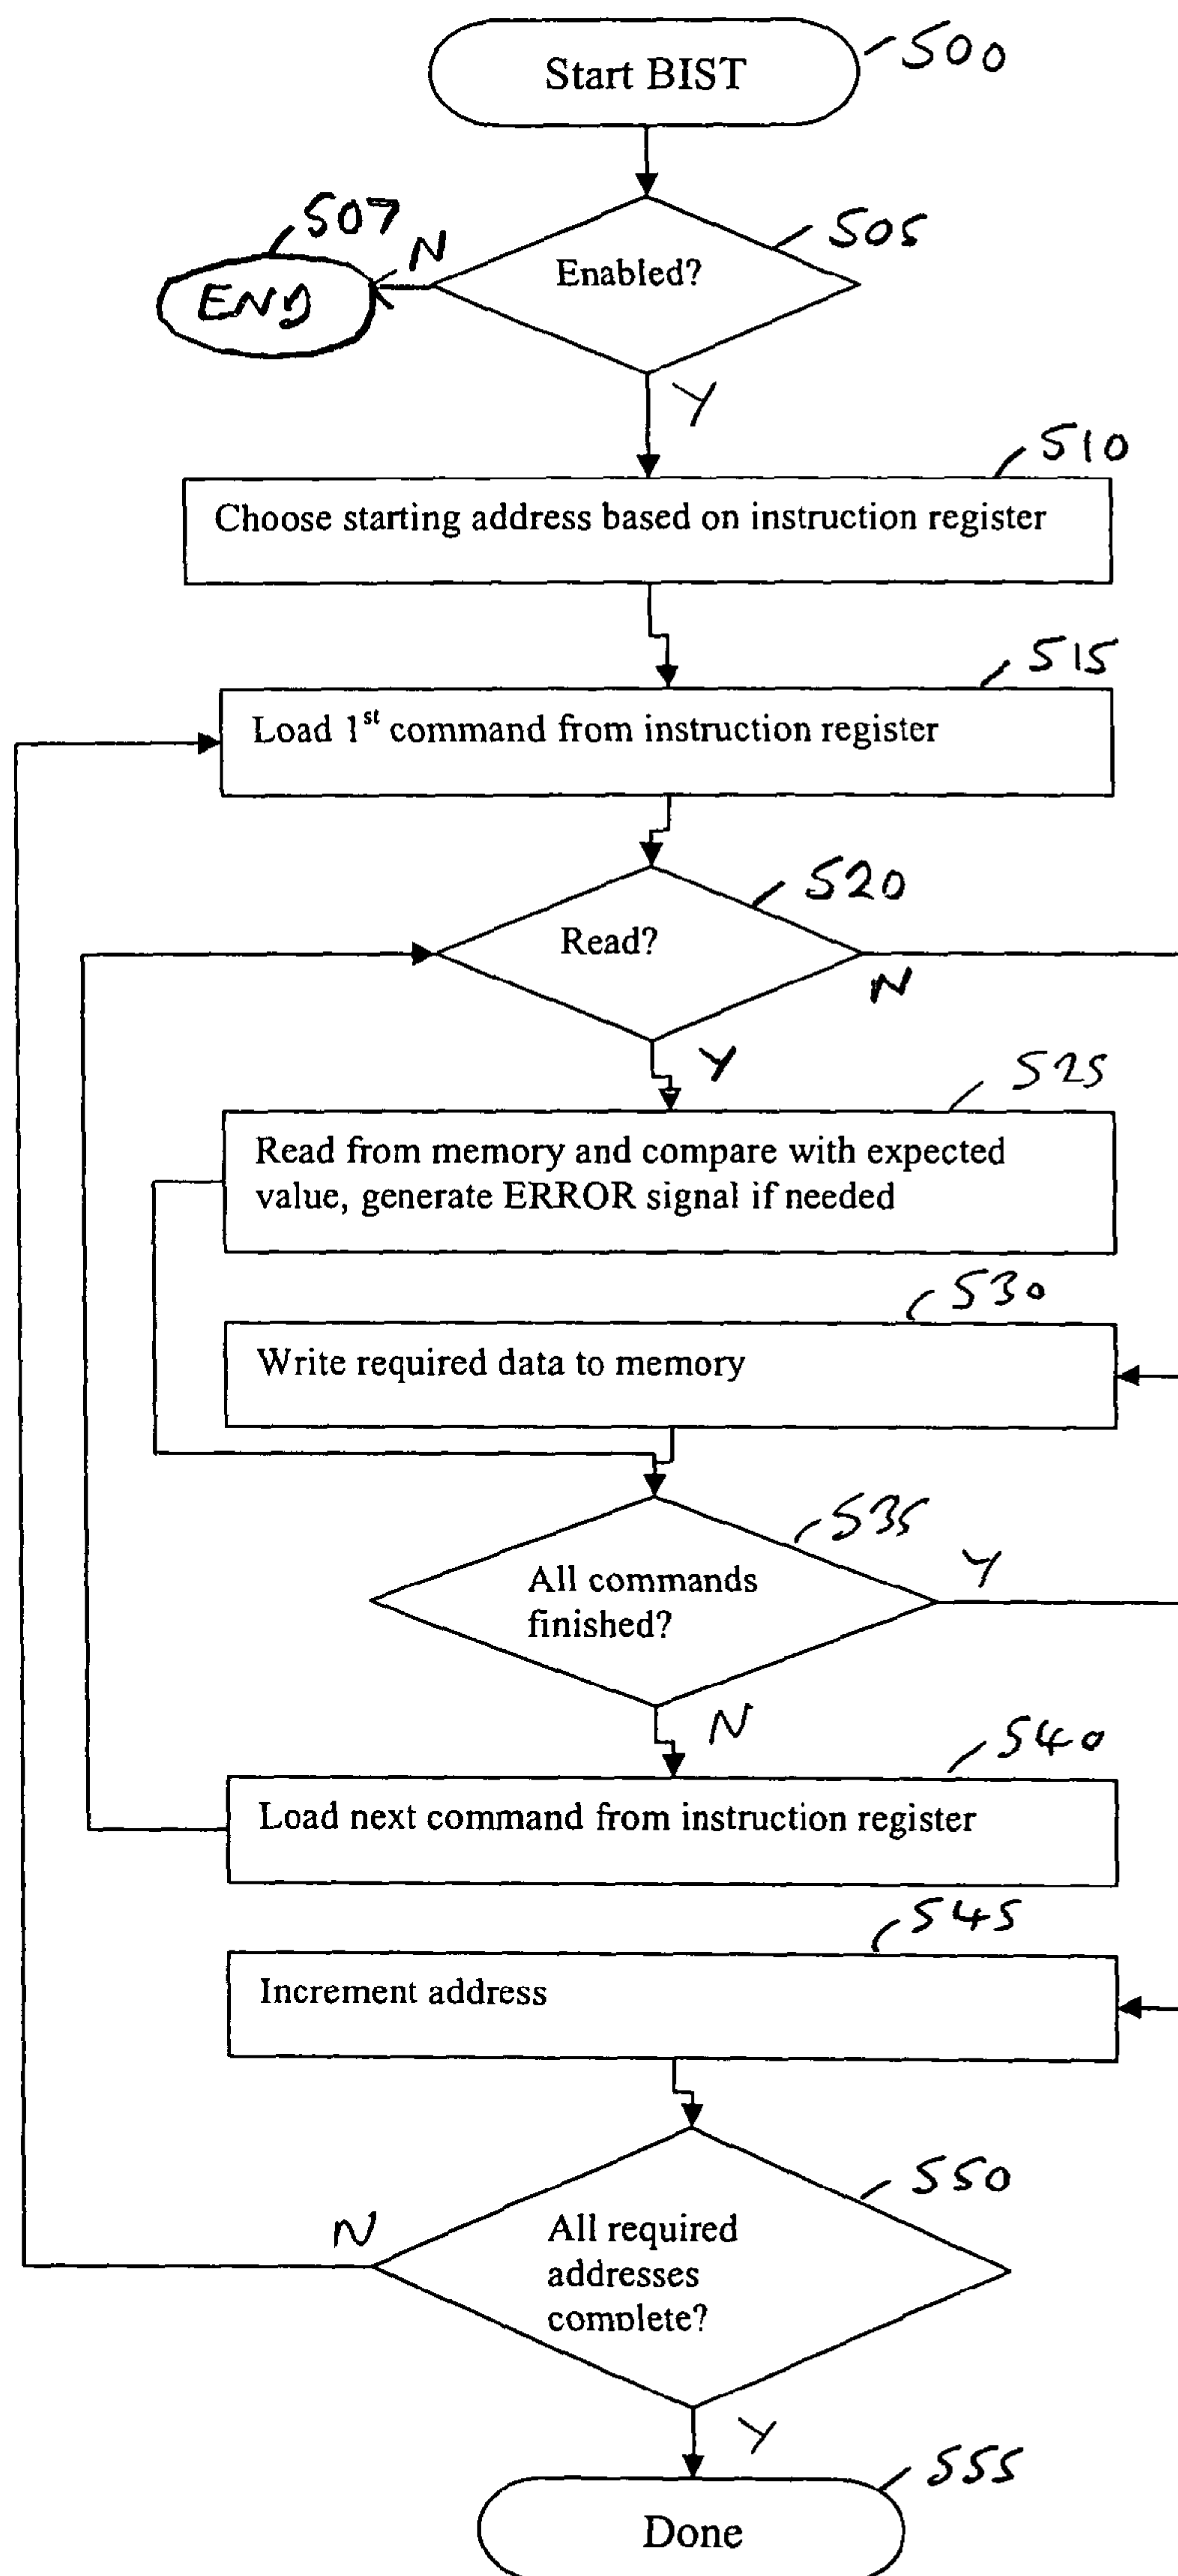 Start BIST
500
507
N
505
Enabled?
END
Y
510
Choose starting address based on instruction register
515
Load 1st command from instruction register
520
Read?
N
Y
525
Read from memory and compare with expected
value, generate ERROR signal if needed
530
Write required data to memory
535
Y
All commands
finished?
N
540
Load next command from instruction register
545
Increment address
550
N
All required
addresses
complete?
Y
555
Done